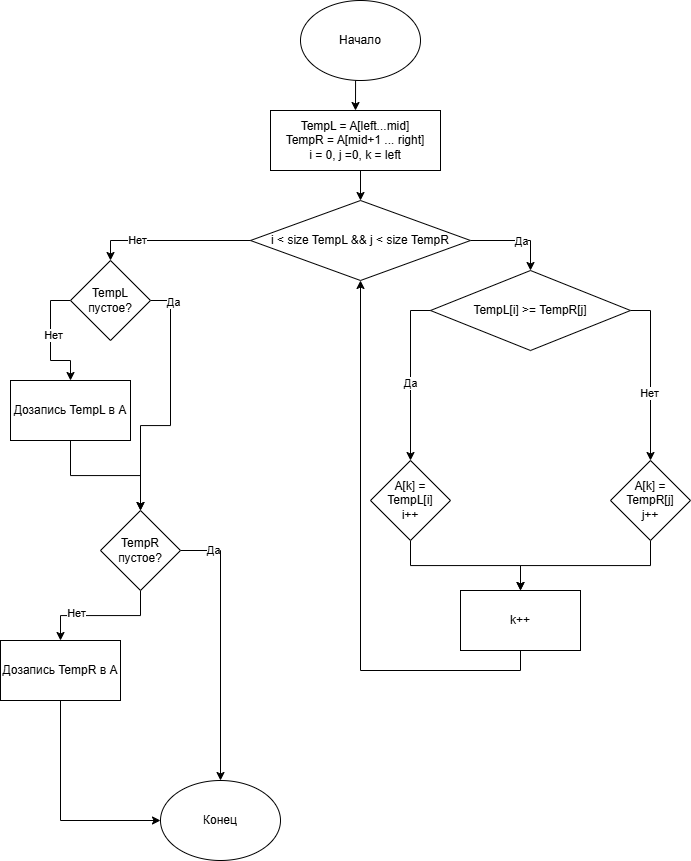 Начало
TempL = A[left...mid]
TempR = A[mid+1 ... right]
i = 0, j =0, k = left
i < size TempL && j < size TempR
Нет
Да
TempL
пустое?
Да
Нет
TempL[i] >= TempR[j]
Да
Нет
Дозапись TempL в A
A[k] =
TempL[i]
i++
A[k] =
TempR[j]
j++
TempR
пустое?
Да
Нет
k++
Дозапись TempR в A
Конец